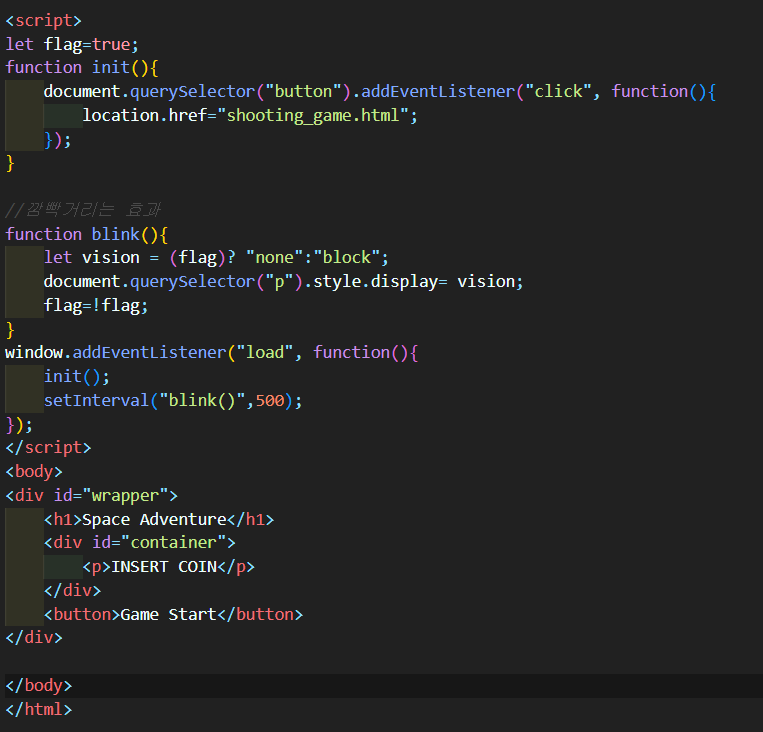 <script>
let flag=true;
function init(){
    document.querySelector("button").addEventListener("click", function(){
        location.href="shooting_game.html";
    });
}

//깜빡거리는 효과
function blink(){
    let vision = (flag)? "none":"block";
    document.querySelector("p").style.display= vision;
    flag=!flag;
}
window.addEventListener("load", function(){
    init();
    setInterval("blink()",500);
});
</script>
<body>
<div id="wrapper">
    <h1>Space Adventure</h1>
    <div id="container">
        <p>INSERT COIN</p>
    </div>
    <button>Game Start</button>
</div>

</body>
</html>